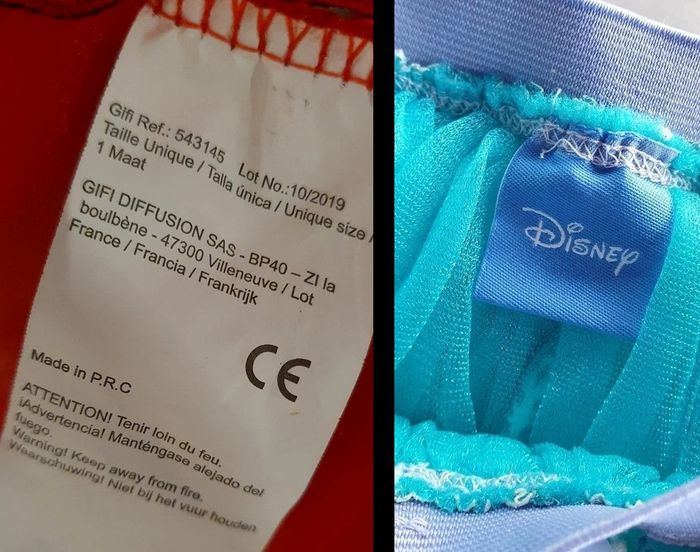 Gifi Ref.: 543145 Lot No.:10/2019
Taille Unique / Talla única / Unique size /
1 Maat
GIFI DIFFUSION SAS - BP40 – ZI la
boulbène - 47300 Villeneuve / Lot
France / Francia / Frankrijk
CE
Made in P.R.C
ATTENTION! Tenir loin du feu.
¡Advertencia! Manténgase alejado del
fuego.
Warning! Keep away from fire.
Waarschuwing! Niet bij het vuur houden.
Disney